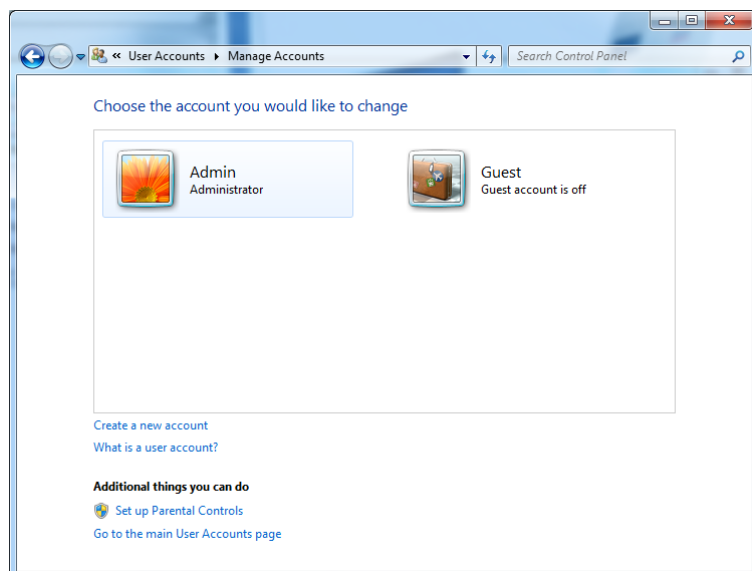 « User Accounts ▸ Manage Accounts
Search Control Panel
Choose the account you would like to change
Admin
Administrator
Guest
Guest account is off
Create a new account
What is a user account?
Additional things you can do
Set up Parental Controls
Go to the main User Accounts page